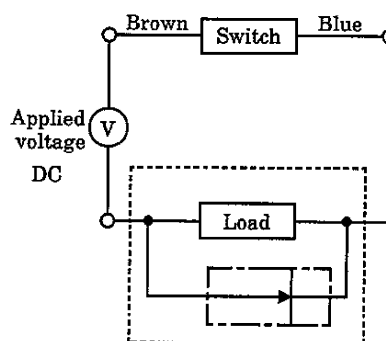 Brown
Switch
Blue
Applied
voltage
V
DC
Load